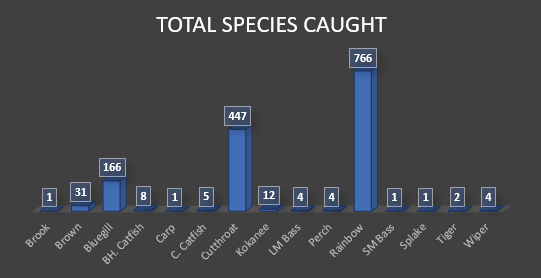 TOTAL SPECIES CAUGHT
1
31
166
8
1
5
447
12
4
4
766
1
1
2
4
Brook
Brown
Bluegill
BH. Catfish
Carp
C. Catfish
Cutthroat
Kokanee
LM Bass
Perch
Rainbow
SM Bass
Splake
Tiger
Wiper